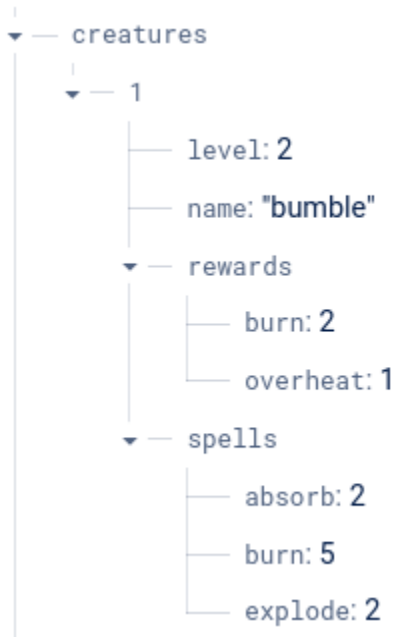 creatures
1
level: 2
name: "bumble"
rewards
burn: 2
overheat: 1
spells
absorb: 2
burn: 5
explode: 2